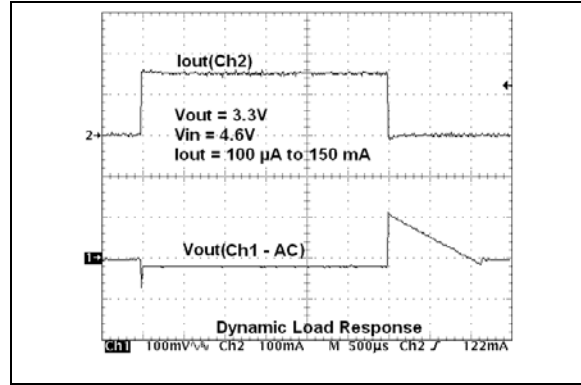 Iout(Ch2)
Vout = 3.3V
Vin = 4.6V
Iout = 100 µA to 150 mA
2
Vout(Ch1 - AC)
1
Dynamic Load Response
Ch1 100mV Ch2 100mA M 500µs Ch2 122mA